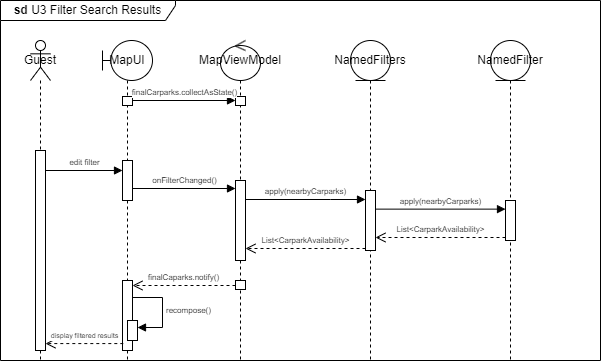 sd U3 Filter Search Results
Guest
MapUI
MapViewModel
NamedFilters
NamedFilter
finalCarparks.collectAsState()
edit filter
onFilterChanged()
apply(nearbyCarparks)
apply(nearbyCarparks)
List<CarparkAvailability>
List<CarparkAvailability>
finalCaparks.notify()
recompose()
display filtered results